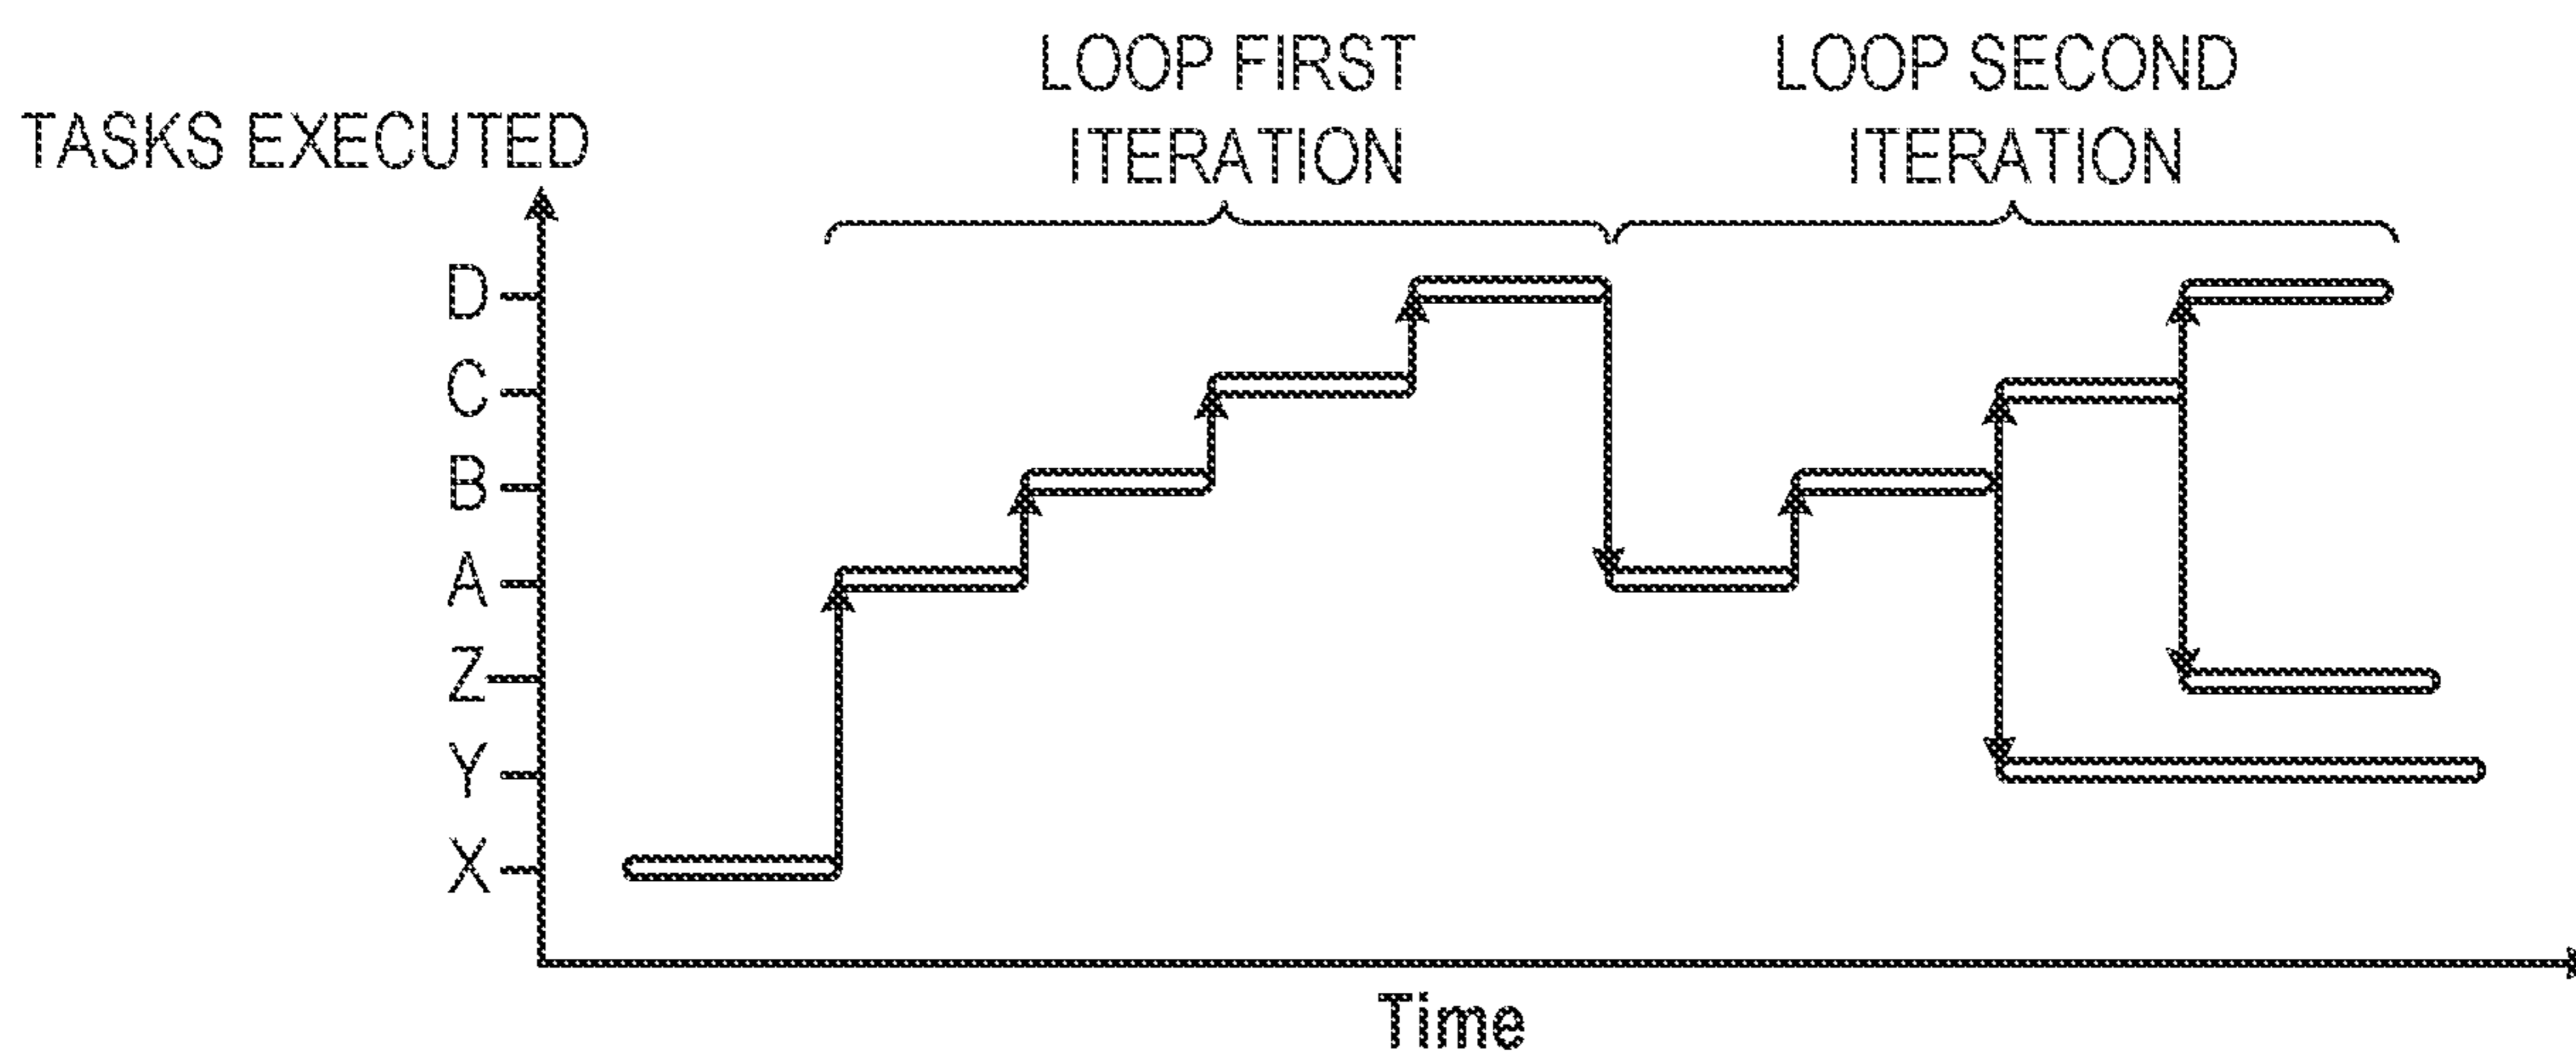 LOOP FIRST
ITERATION
LOOP SECOND
ITERATION
TASKS EXECUTED
D
C
B
A
Z
Y
X
Time